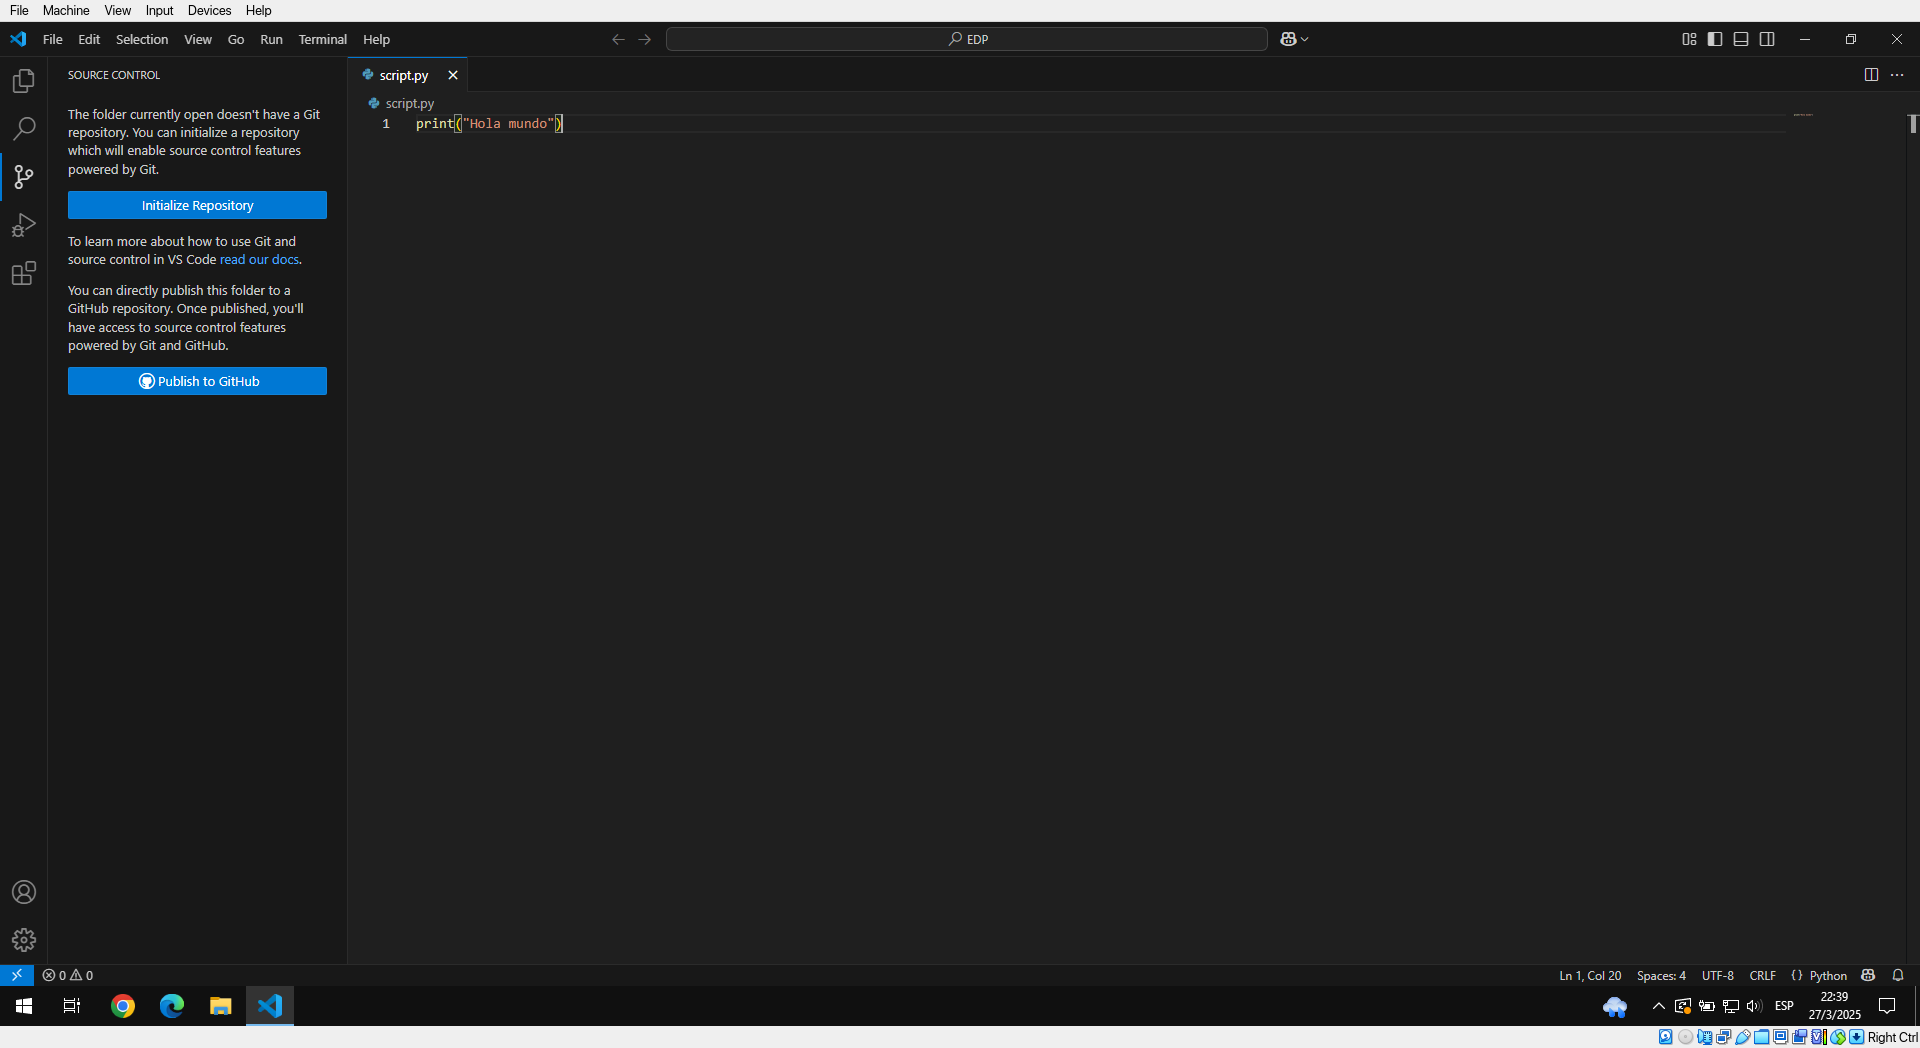 File Machine View Input Devices Help
File Edit Selection View Go Run Terminal Help
EDP
SOURCE CONTROL
The folder currently open doesn't have a Git
repository. You can initialize a repository
which will enable source control features
powered by Git.
Initialize Repository
To learn more about how to use Git and
source control in VS Code read our docs.
You can directly publish this folder to a
GitHub repository. Once published, you'll
have access to source control features
powered by Git and GitHub.
Publish to GitHub
script.py
script.py
1 print("Hola mundo")
0 0
Ln 1, Col 20 Spaces: 4 UTF-8 CRLF {} Python
ESP
22:39
27/3/2025
Right Ctrl